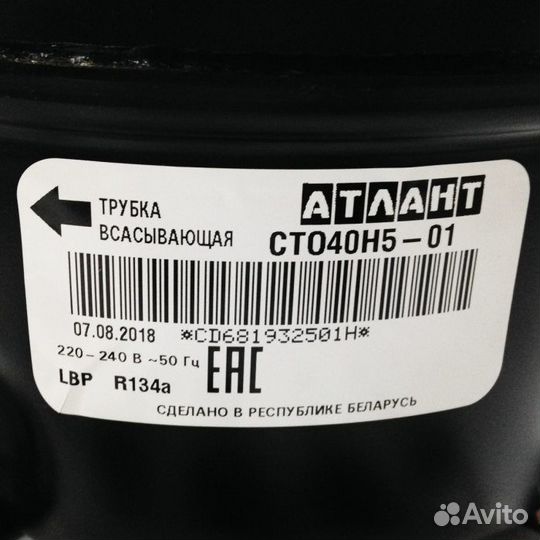 ТРУБКА
ВСАСЫВАЮЩАЯ
АТЛАНТ
СТО40Н5-01
07.08.2018 *CD681932501H*
220-240 В ~50 Гц
EAC
LBP R134a
СДЕЛАНО В РЕСПУБЛИКЕ БЕЛАРУСЬ
Avito